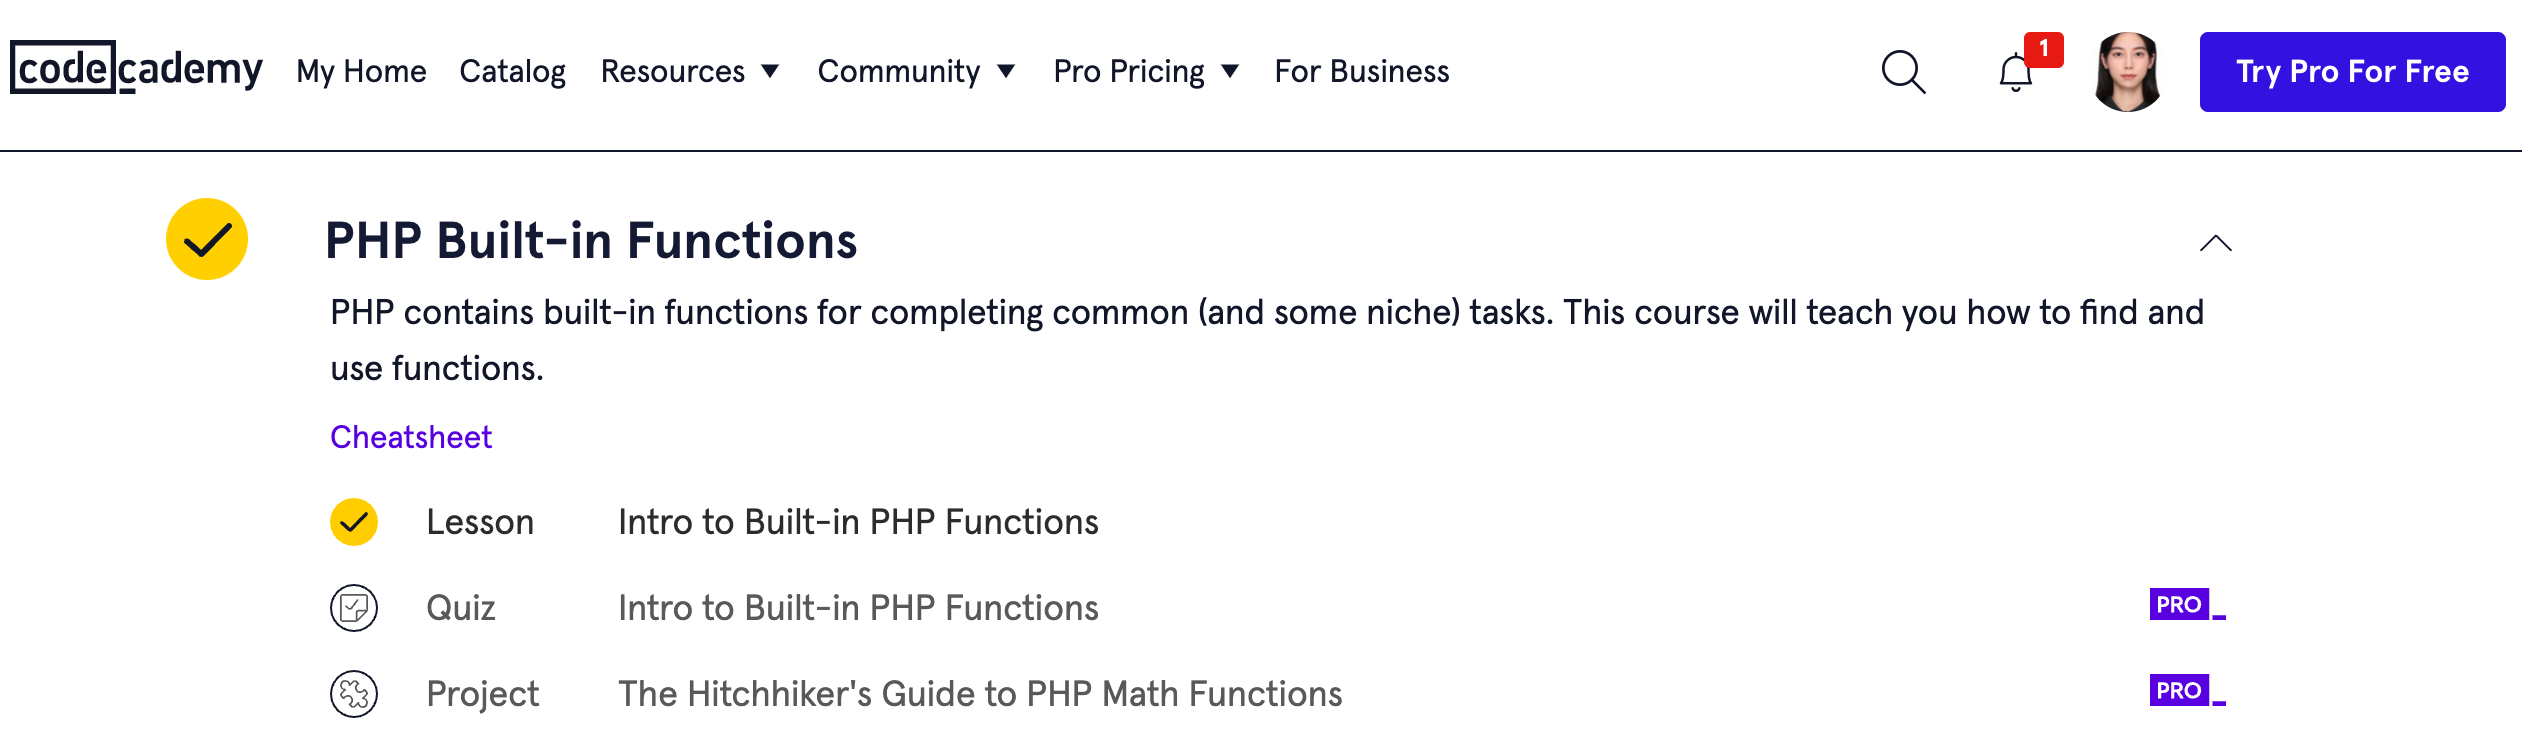 codecademy My Home Catalog Resources Community Pro Pricing For Business 1 Try Pro For Free
PHP Built-in Functions
PHP contains built-in functions for completing common (and some niche) tasks. This course will teach you how to find and
use functions.
Cheatsheet
Lesson Intro to Built-in PHP Functions
Quiz Intro to Built-in PHP Functions PRO
Project The Hitchhiker's Guide to PHP Math Functions PRO